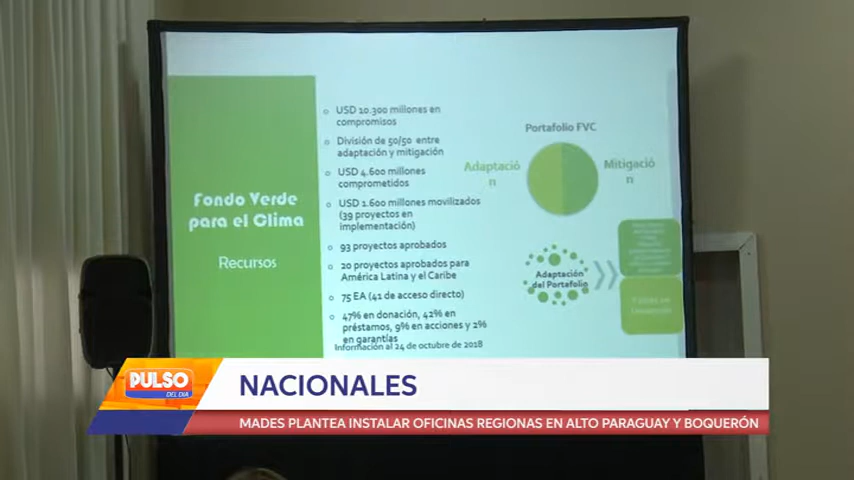 Fondo Verde
para el Clima
Recursos
USD 10.300 millones en
compromisos
División de 50/50 entre
adaptación y mitigación
USD 4.600 millones
comprometidos
USD 1.600 millones movilizados
(39 proyectos en
implementación)
93 proyectos aprobados
20 proyectos aprobados para
América Latina y el Caribe
75 EA (41 de acceso directo)
47% en donación, 42% en
préstamos, 9% en acciones y 2%
en garantías
Información al 24 de octubre de 2018
Portafolio FVC
Adaptació
n
Mitigació
n
Adaptación
del Portafolio
PULSO
DEL DIA
NACIONALES
MADES PLANTEA INSTALAR OFICINAS REGIONAS EN ALTO PARAGUAY Y BOQUERÓN